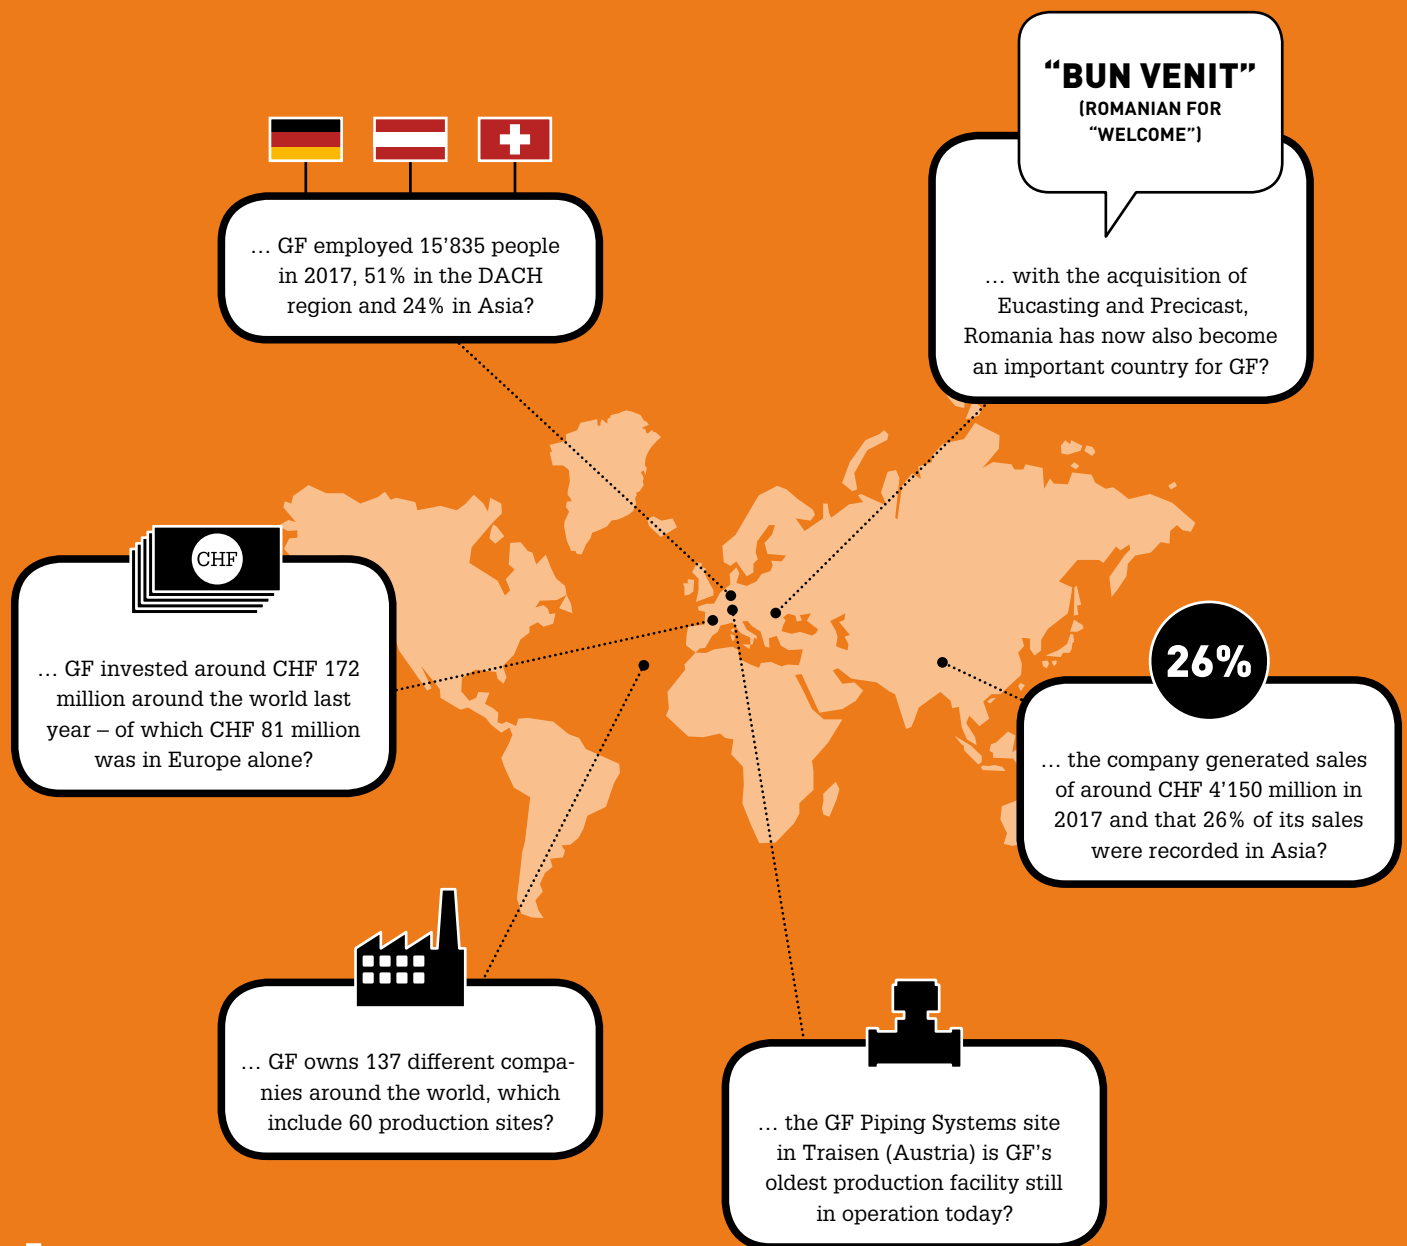 “BUN VENIT”
(ROMANIAN FOR
“WELCOME”)
… with the acquisition of
Eucasting and Precicast,
Romania has now also become
an important country for GF?
… GF employed 15’835 people
in 2017, 51% in the DACH
region and 24% in Asia?
CHF
… GF invested around CHF 172
million around the world last
year – of which CHF 81 million
was in Europe alone?
26%
… the company generated sales
of around CHF 4’150 million in
2017 and that 26% of its sales
were recorded in Asia?
… GF owns 137 different compa-
nies around the world, which
include 60 production sites?
… the GF Piping Systems site
in Traisen (Austria) is GF’s
oldest production facility still
in operation today?